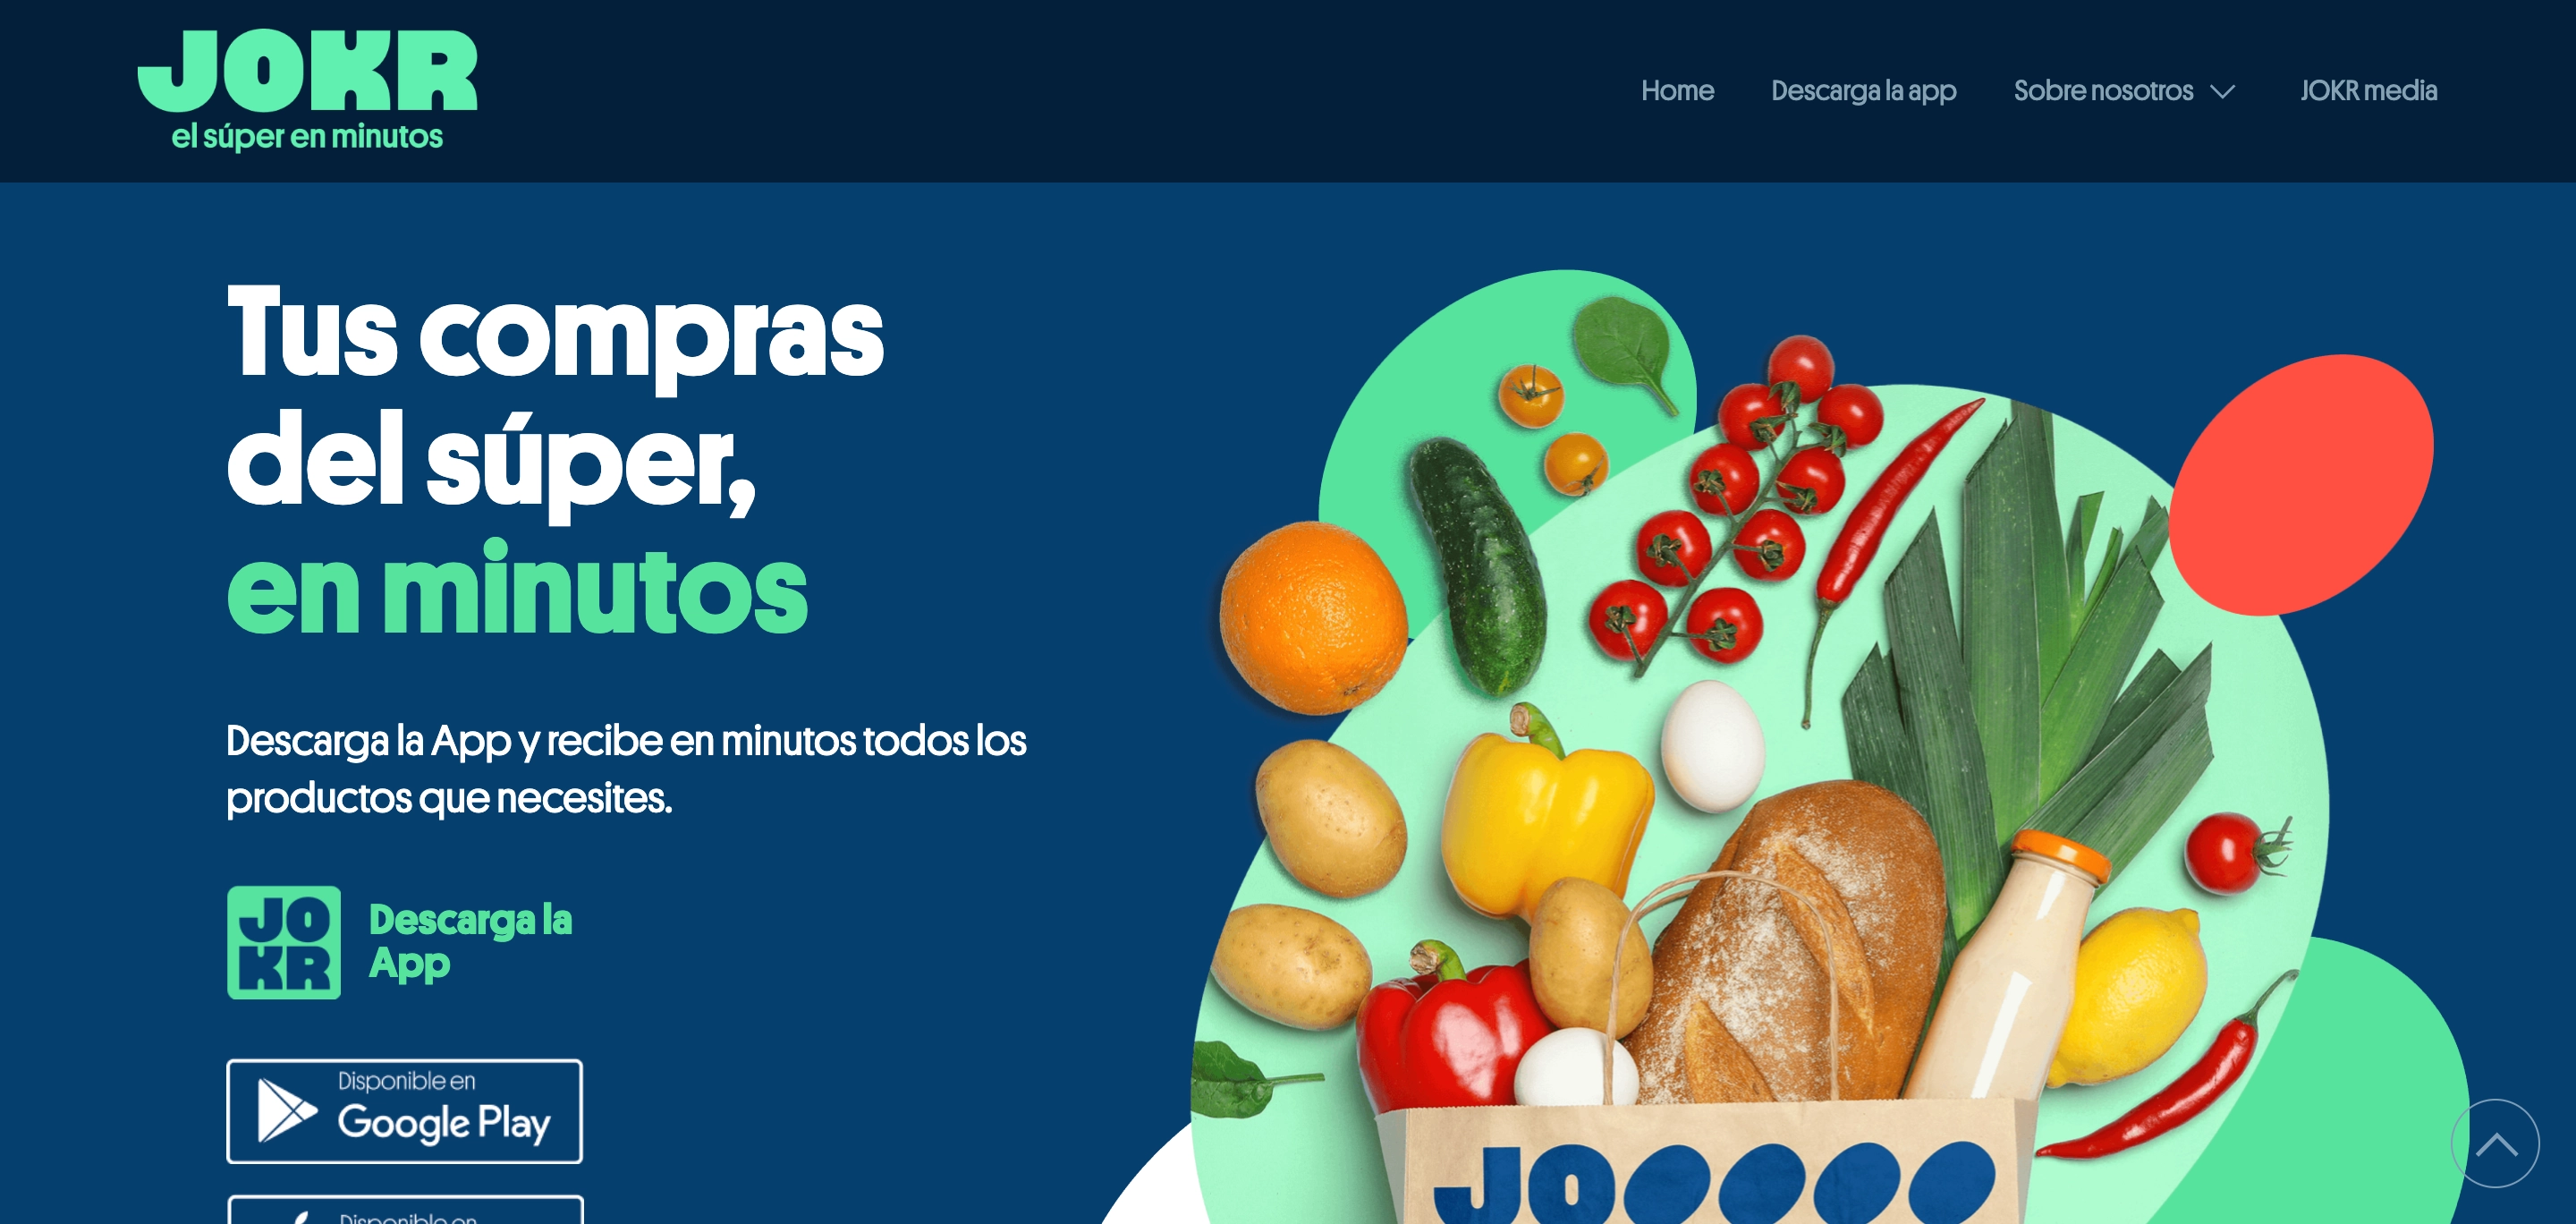 JOKR
el súper en minutos
Home
Descarga la app
Sobre nosotros
JOKR media
Tus compras
del súper,
en minutos
Descarga la App y recibe en minutos todos los
productos que necesites.
JO
KR
Descarga la
App
Disponible en
Google Play
Disponible en
JO